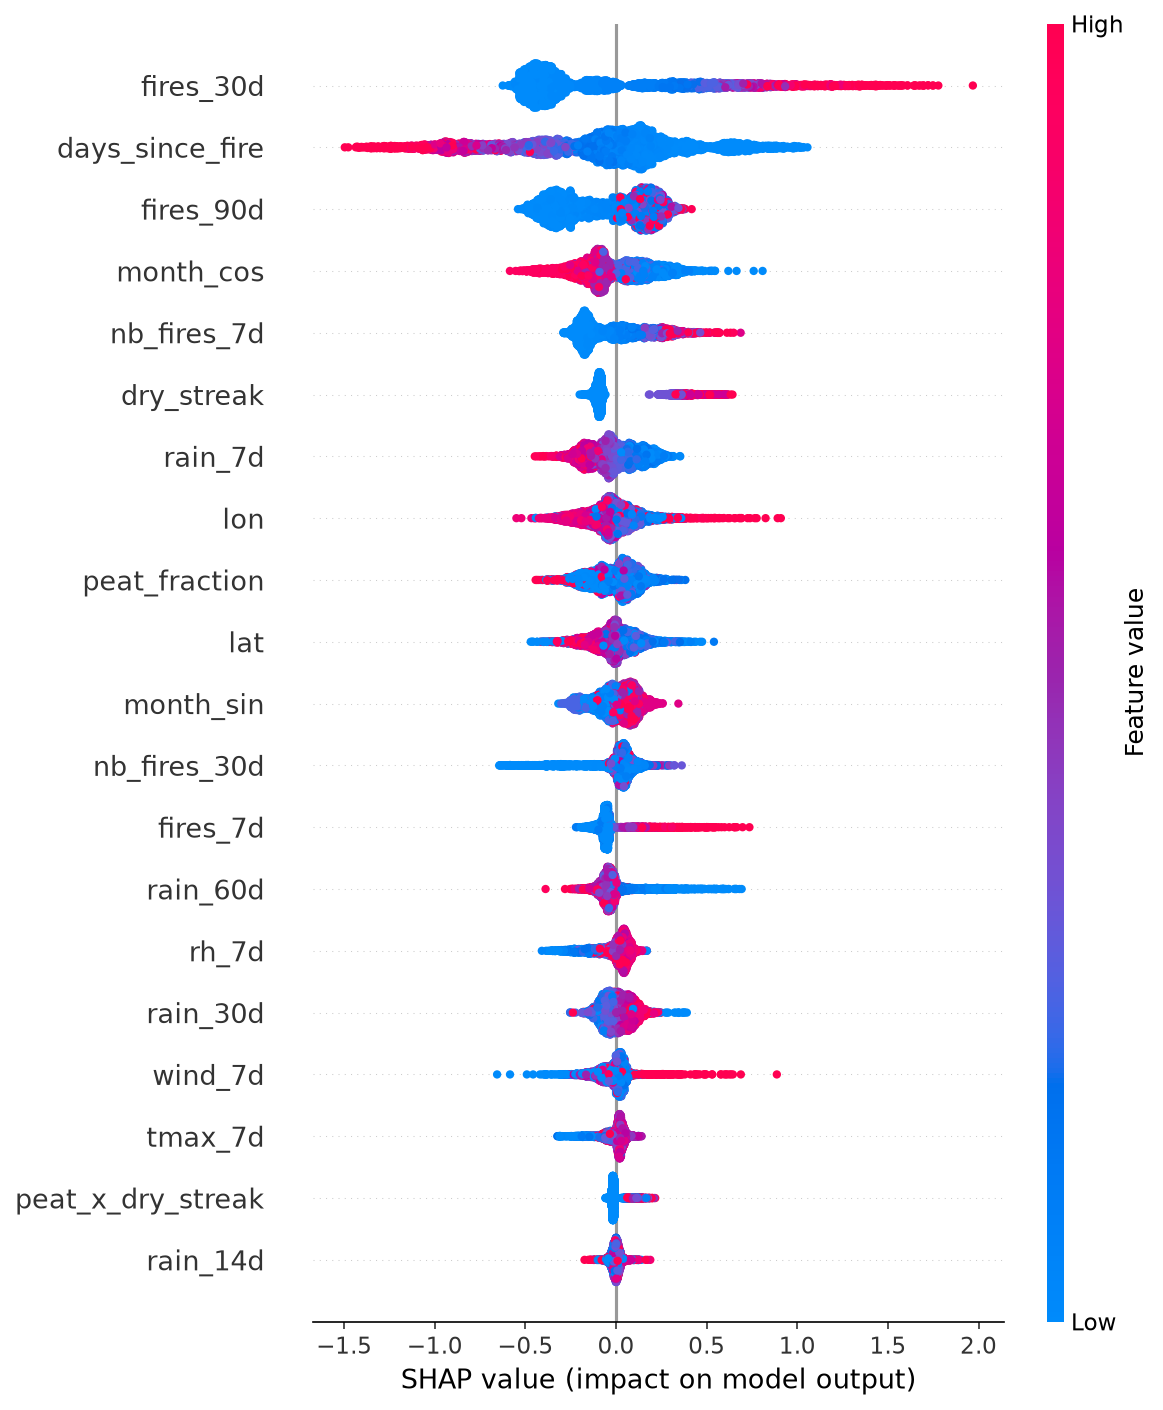 High
fires_30d
days_since_fire
fires_90d
month_cos
nb_fires_7d
dry_streak
rain_7d
lon
peat_fraction
lat
month_sin
nb_fires_30d
fires_7d
rain_60d
rh_7d
rain_30d
wind_7d
tmax_7d
peat_x_dry_streak
rain_14d
Feature value
Low
−1.5 −1.0 −0.5 0.0 0.5 1.0 1.5 2.0
SHAP value (impact on model output)